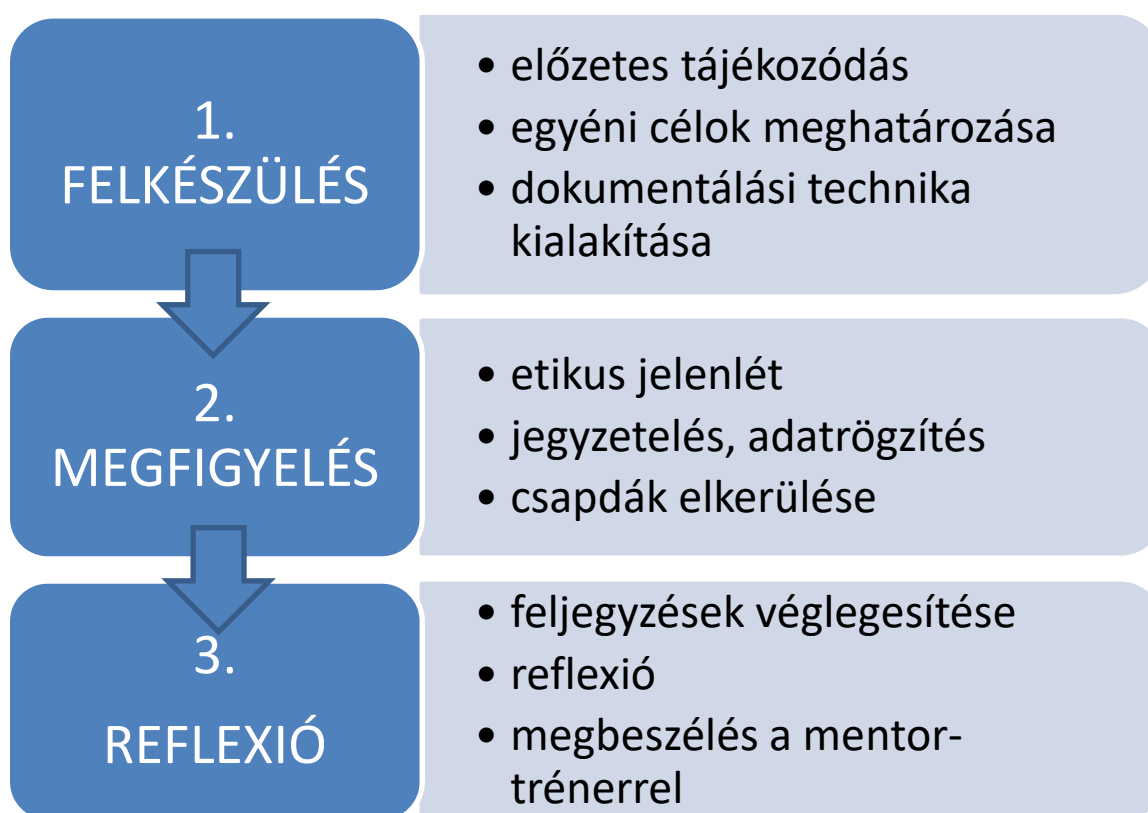 1.
FELKÉSZÜLÉS
• előzetes tájékozódás
• egyéni célok meghatározása
• dokumentálási technika
kialakítása
2.
MEGFIGYELÉS
• etikus jelenlét
• jegyzetelés, adatrögzítés
• csapdák elkerülése
3.
REFLEXIÓ
• feljegyzések véglegesítése
• reflexió
• megbeszélés a mentor-
trénerrel